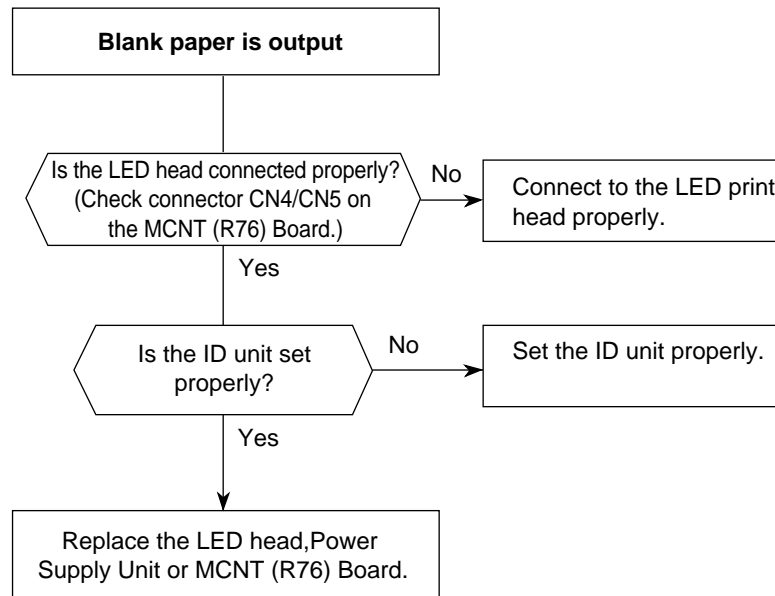 Blank paper is output
Is the LED head connected properly?
(Check connector CN4/CN5 on
the MCNT (R76) Board.)
No
Connect to the LED print
head properly.
Yes
Is the ID unit set
properly?
No
Set the ID unit properly.
Yes
Replace the LED head,Power
Supply Unit or MCNT (R76) Board.